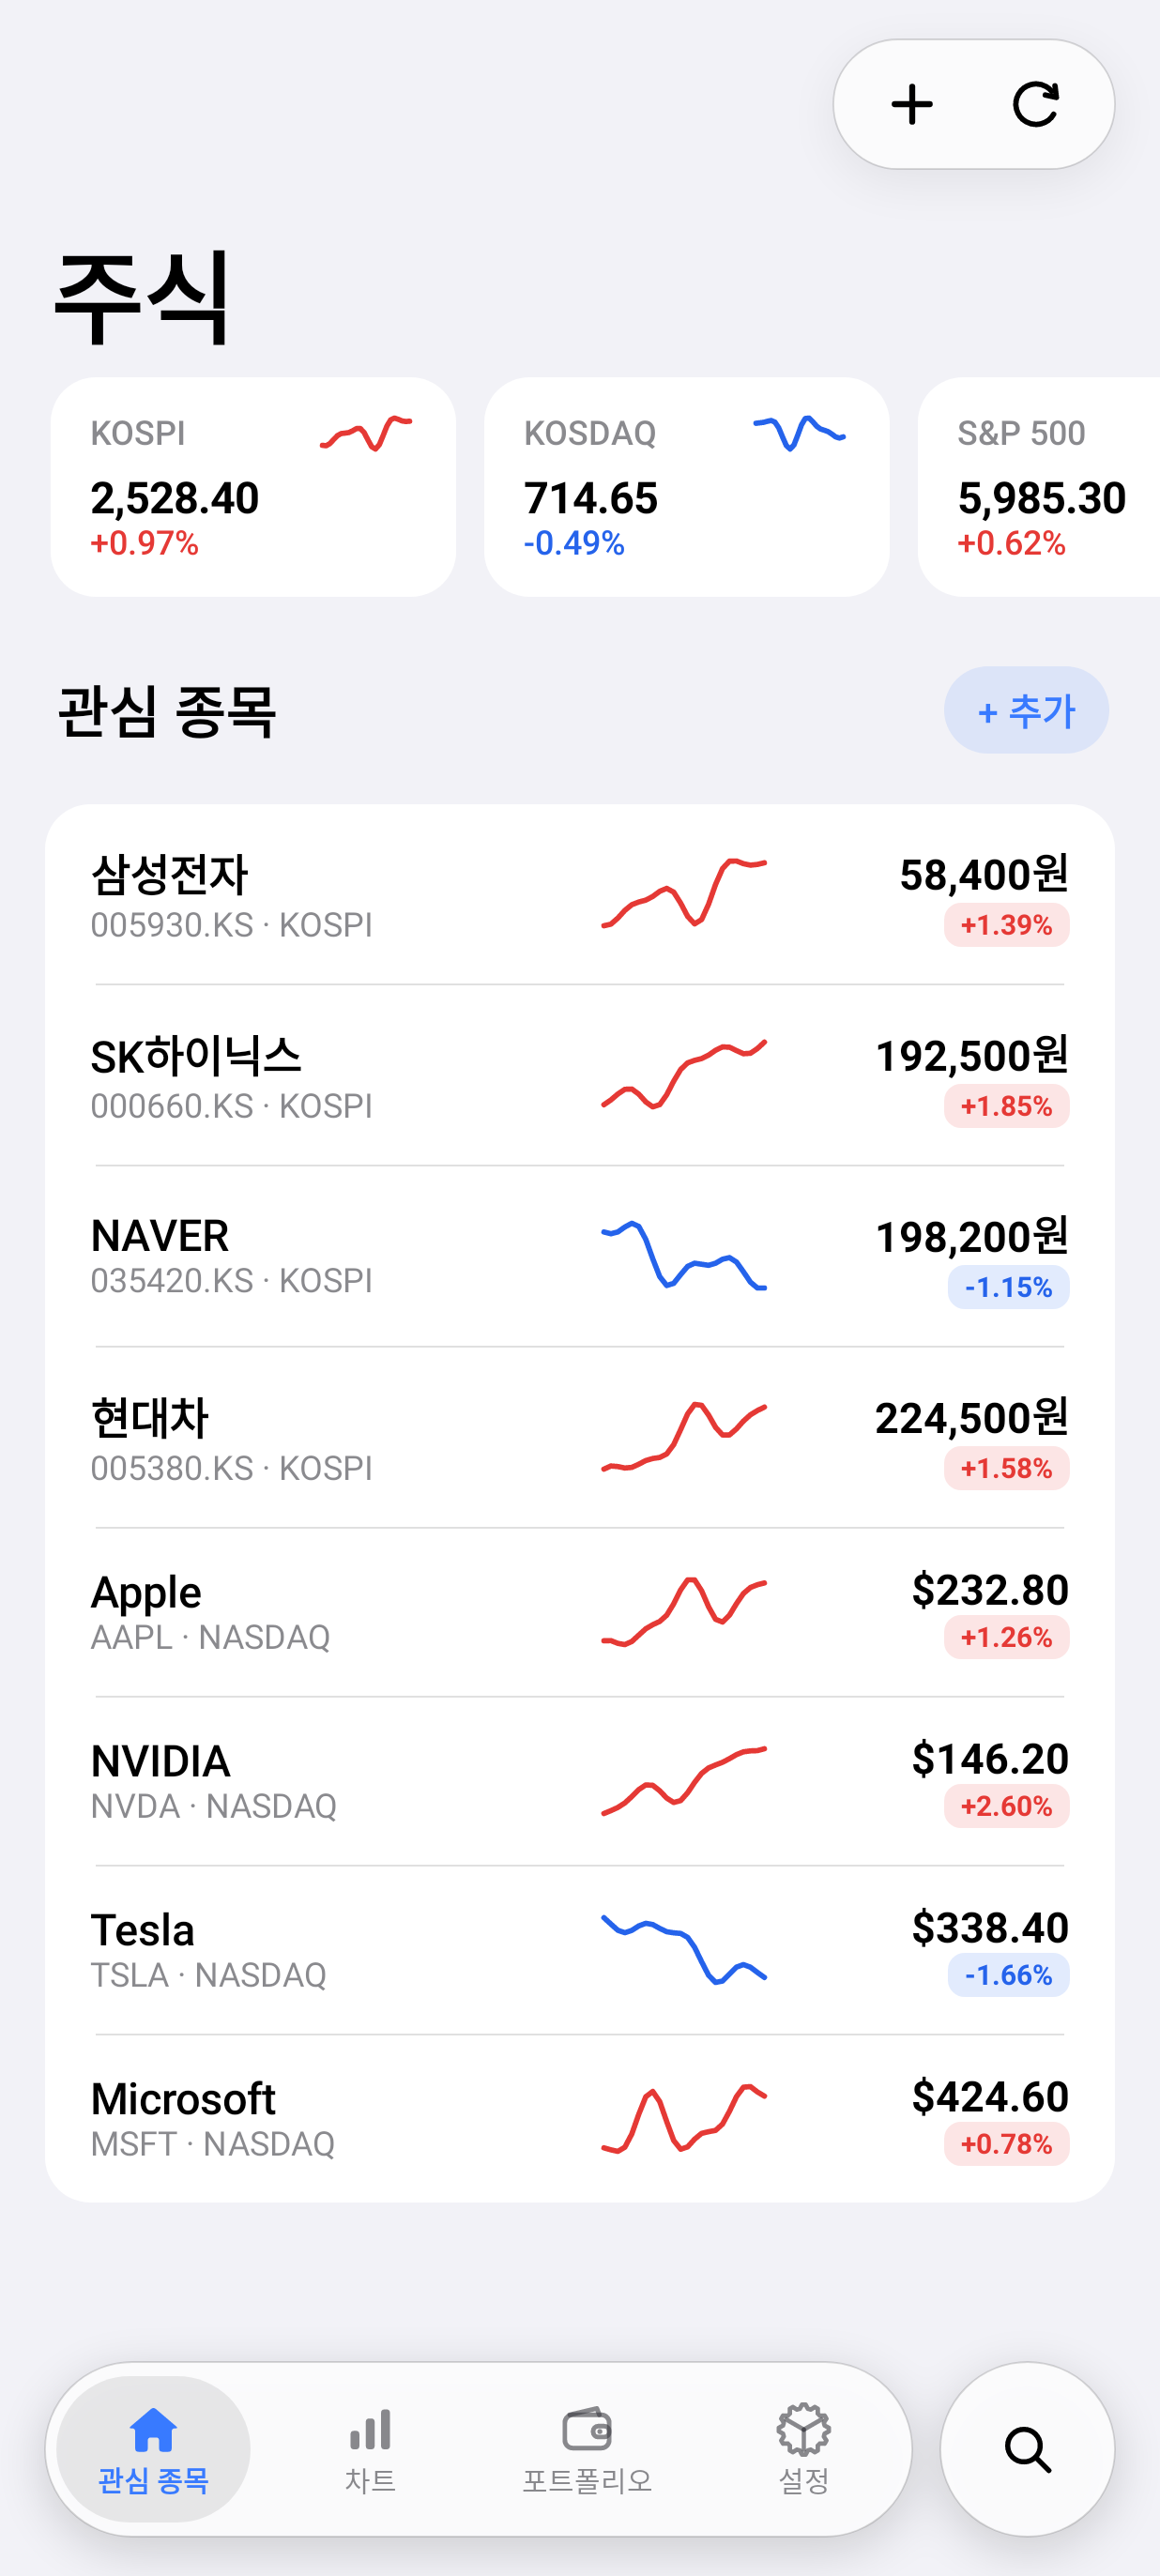 주식
KOSPI
2,528.40
+0.97%
KOSDAQ
714.65
-0.49%
S&P 500
5,985.30
+0.62%
관심 종목
+ 추가
삼성전자
005930.KS · KOSPI
58,400원
+1.39%
SK하이닉스
000660.KS · KOSPI
192,500원
+1.85%
NAVER
035420.KS · KOSPI
198,200원
-1.15%
현대차
005380.KS · KOSPI
224,500원
+1.58%
Apple
AAPL · NASDAQ
$232.80
+1.26%
NVIDIA
NVDA · NASDAQ
$146.20
+2.60%
Tesla
TSLA · NASDAQ
$338.40
-1.66%
Microsoft
MSFT · NASDAQ
$424.60
+0.78%
관심 종목
차트
포트폴리오
설정